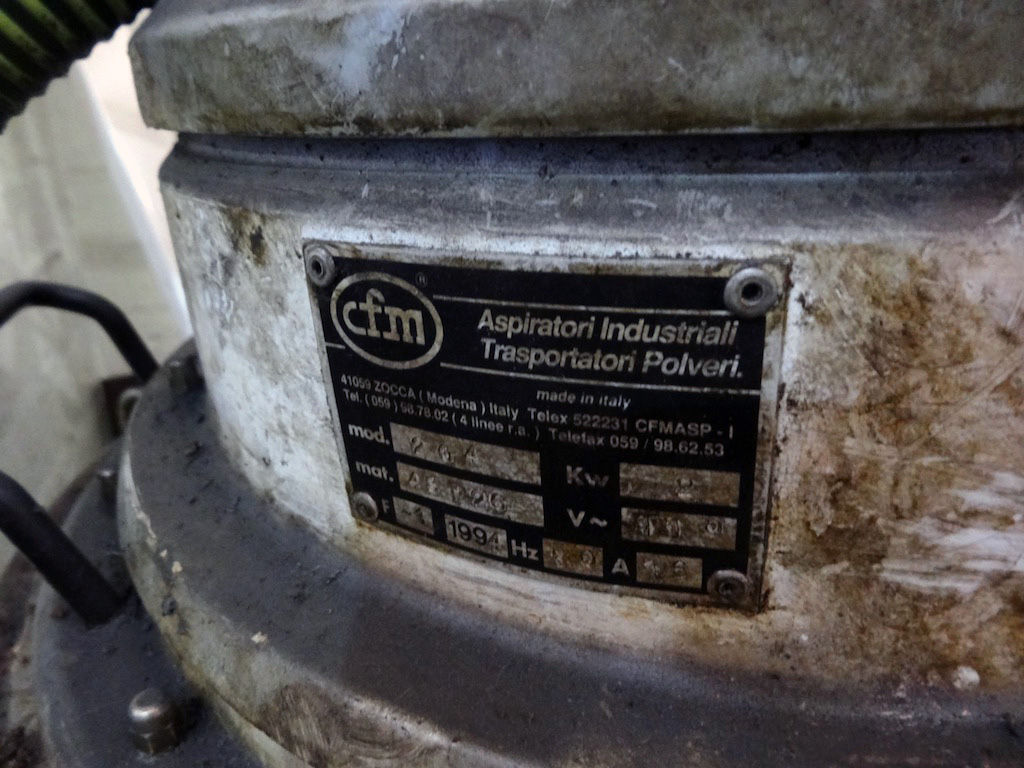 cfm ®
Aspiratori Industriali
Trasportatori Polveri.
made in italy
41059 ZOCCA ( Modena ) Italy Telex 522231 CFMASP - I
Tel. ( 059 ) 98.78.02 ( 4 linee r.a. ) Telefax 059 / 98.62.53
mod. Kw 2
mat. V~
F 1994 Hz A